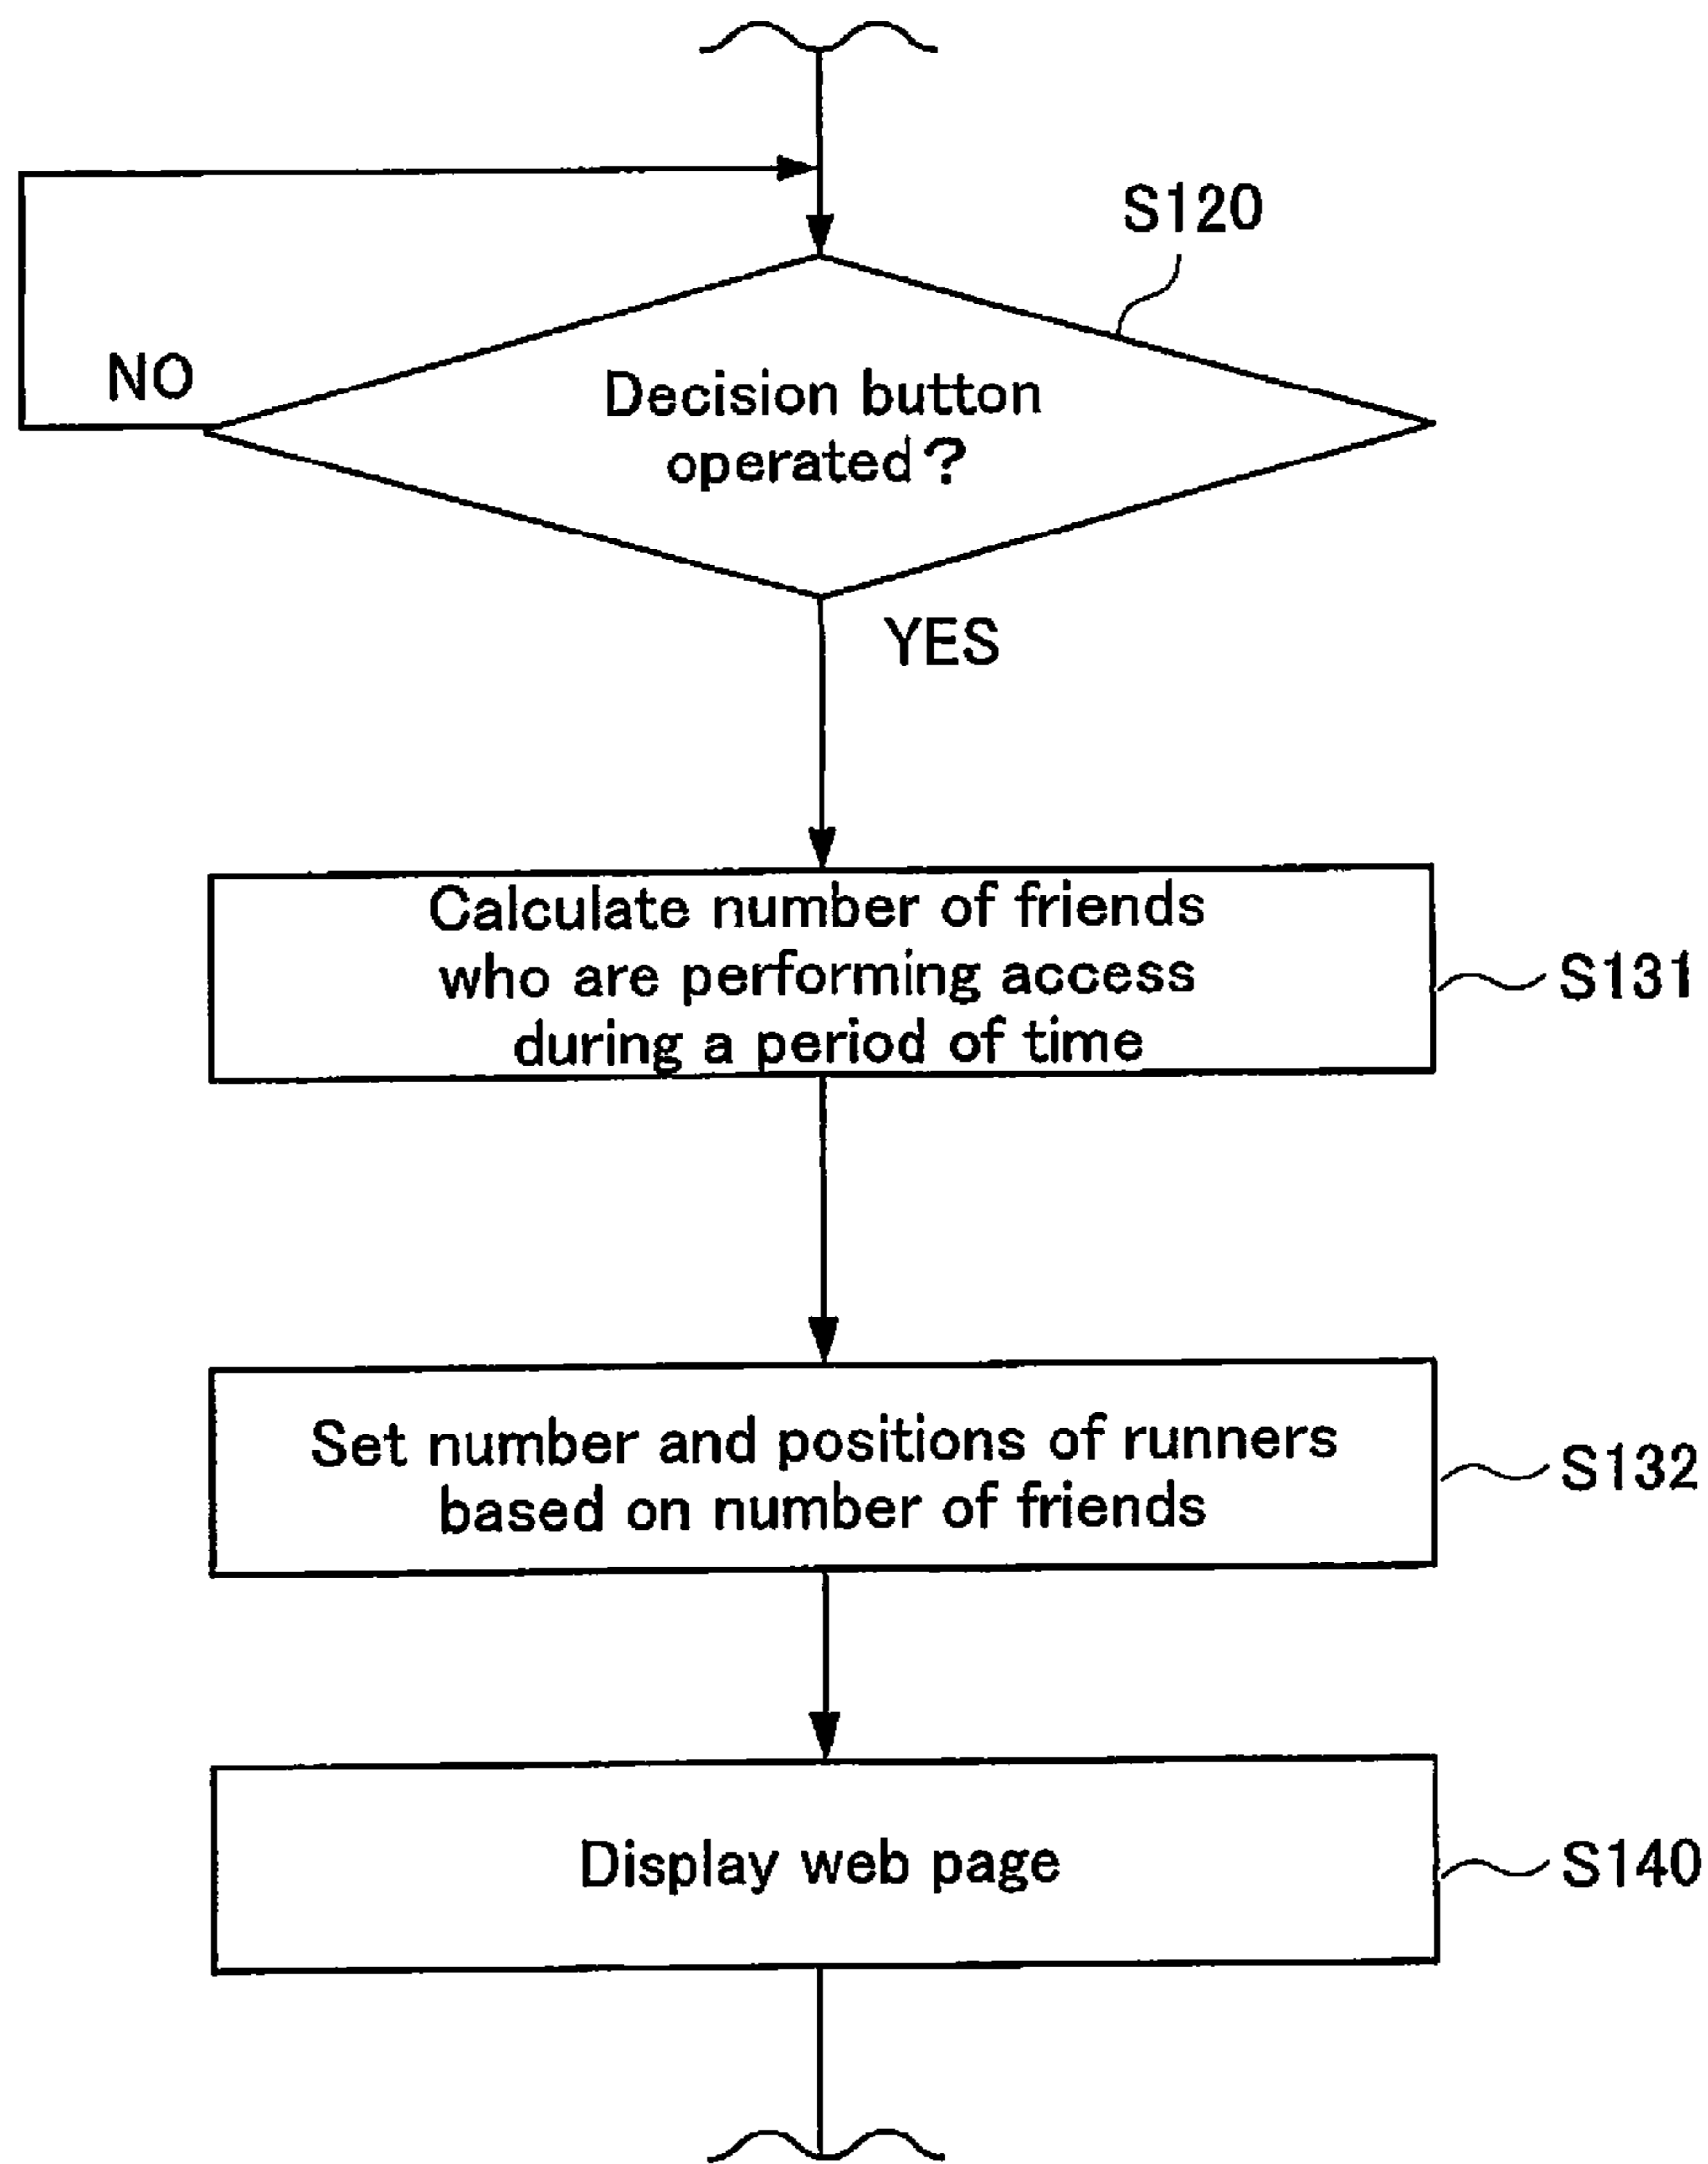 S120
NO
Decision button
operated?
YES
Calculate number of friends
who are performing access
during a period of time
S131
Set number and positions of runners
based on number of friends
S132
Display web page
S140